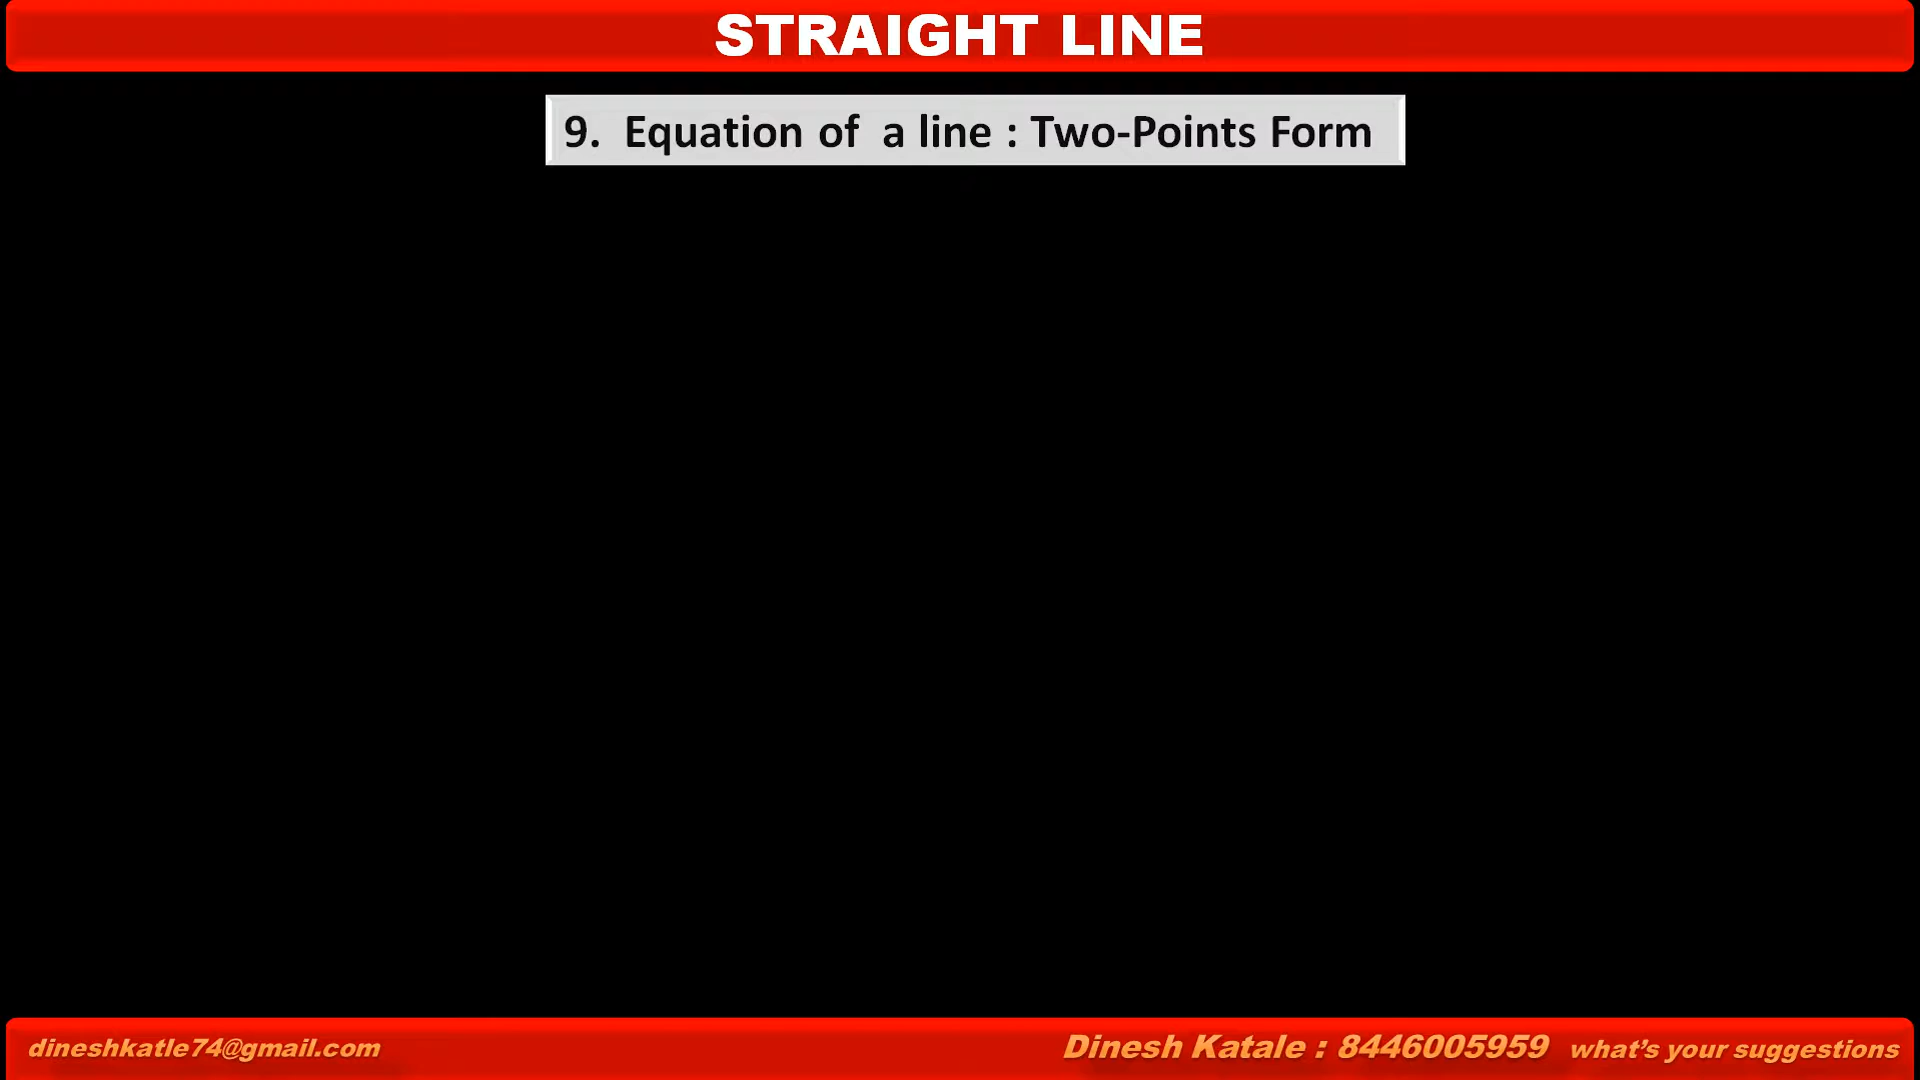 STRAIGHT LINE
9. Equation of a line : Two-Points Form
dineshkatle74@gmail.com Dinesh Katale : 8446005959 what's your suggestions